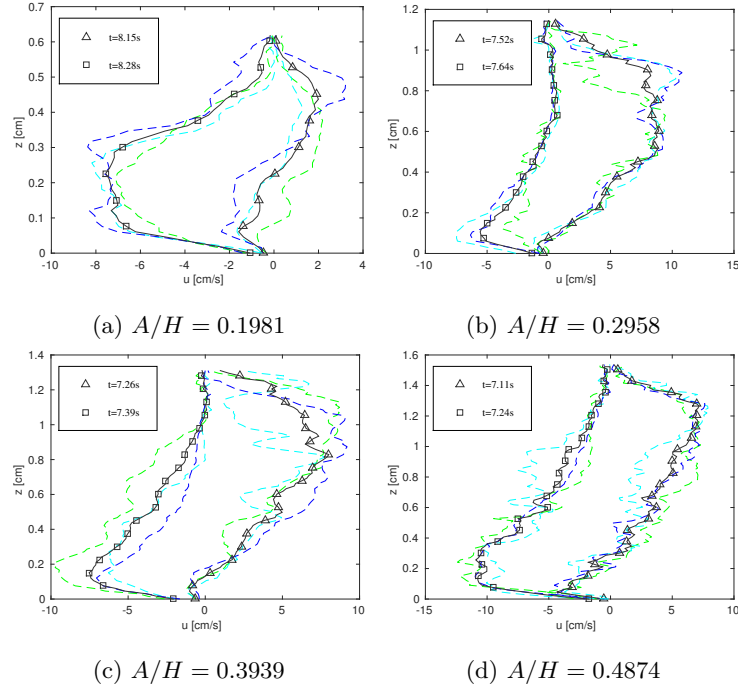 0.7
0.6
0.5
0.4
0.3
0.2
0.1
0
z [cm]
t=8.15s
t=8.28s
-10 -8 -6 -4 -2 0 2 4
u [cm/s]
(a) A/H = 0.1981
1.2
1
0.8
0.6
0.4
0.2
0
z [cm]
t=7.52s
t=7.64s
-10 -5 0 5 10 15
u [cm/s]
(b) A/H = 0.2958
1.4
1.2
1
0.8
0.6
0.4
0.2
0
z [cm]
t=7.26s
t=7.39s
-10 -5 0 5 10
u [cm/s]
(c) A/H = 0.3939
1.6
1.4
1.2
1
0.8
0.6
0.4
0.2
0
z [cm]
t=7.11s
t=7.24s
-15 -10 -5 0 5 10
u [cm/s]
(d) A/H = 0.4874